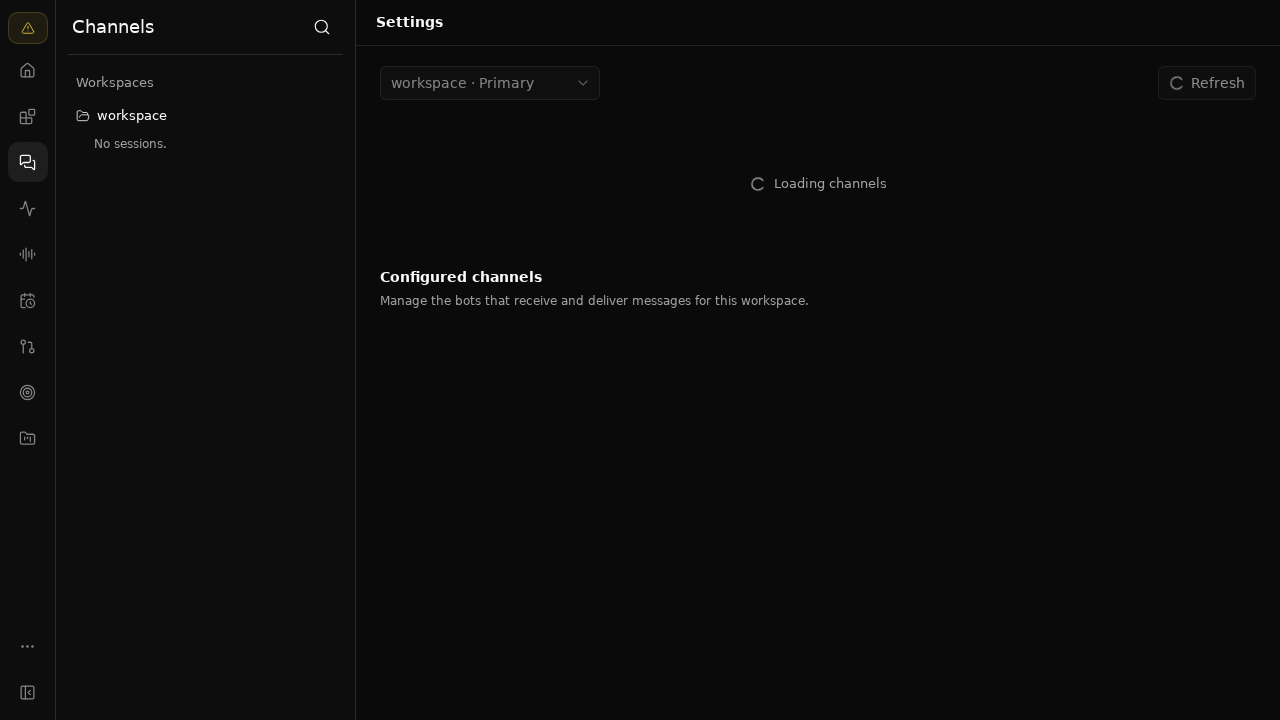 Channels
Workspaces
workspace
No sessions.
Settings
workspace · Primary
Refresh
Loading channels
Configured channels
Manage the bots that receive and deliver messages for this workspace.